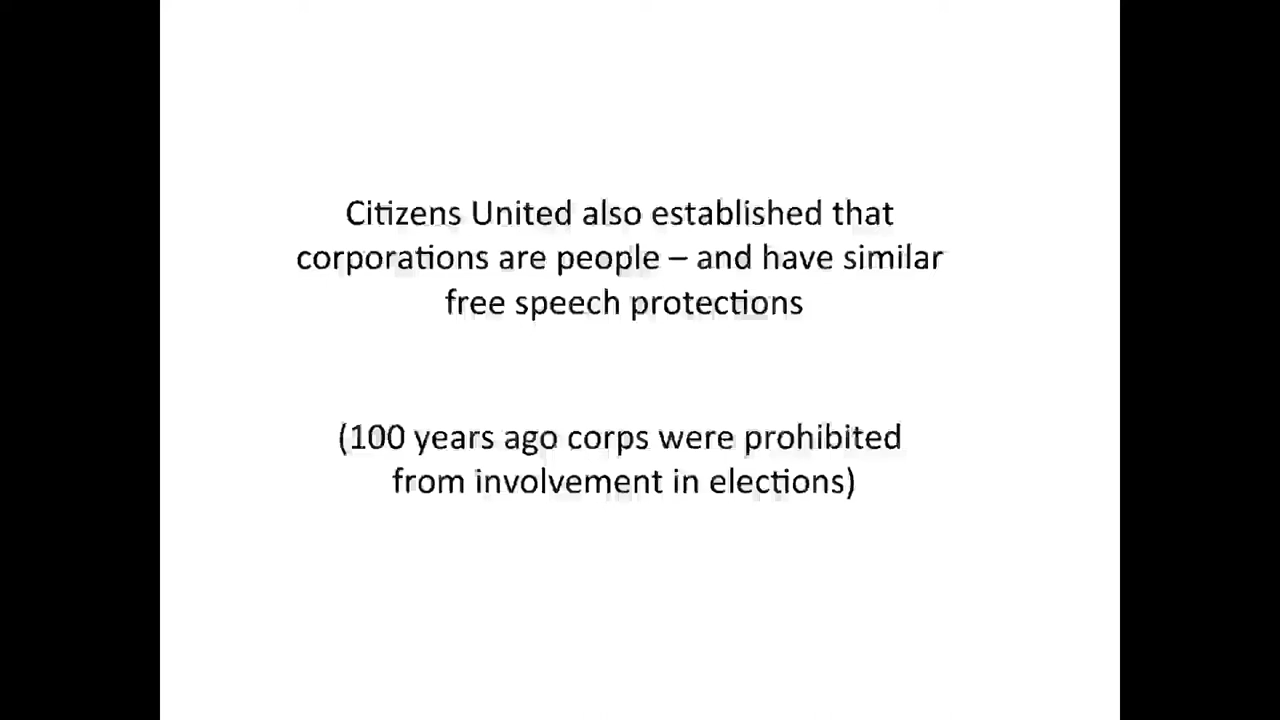 Citizens United also established that
corporations are people – and have similar
free speech protections
(100 years ago corps were prohibited
from involvement in elections)